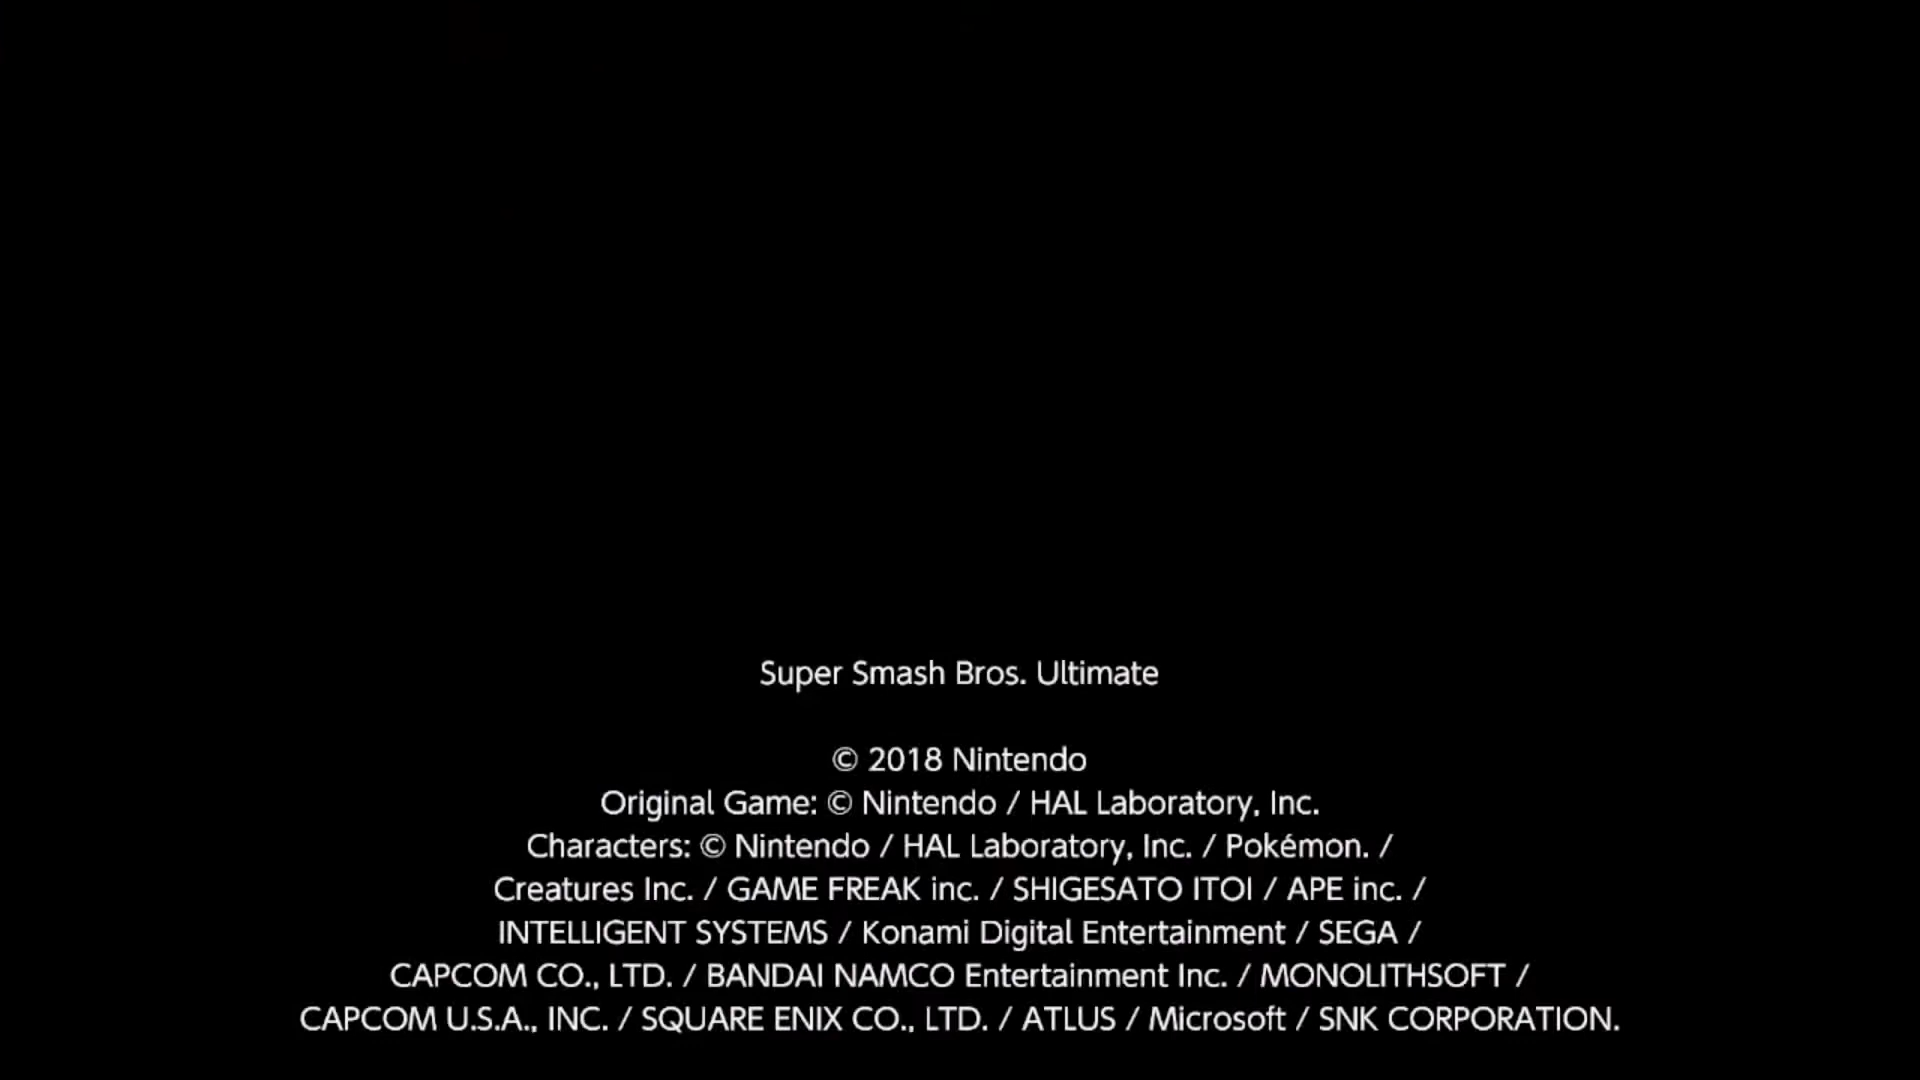 Super Smash Bros. Ultimate
© 2018 Nintendo
Original Game: © Nintendo / HAL Laboratory, Inc.
Characters: © Nintendo / HAL Laboratory, Inc. / Pokémon. /
Creatures Inc. / GAME FREAK inc. / SHIGESATO ITOI / APE inc. /
INTELLIGENT SYSTEMS / Konami Digital Entertainment / SEGA /
CAPCOM CO., LTD. / BANDAI NAMCO Entertainment Inc. / MONOLITHSOFT /
CAPCOM U.S.A., INC. / SQUARE ENIX CO., LTD. / ATLUS / Microsoft / SNK CORPORATION.